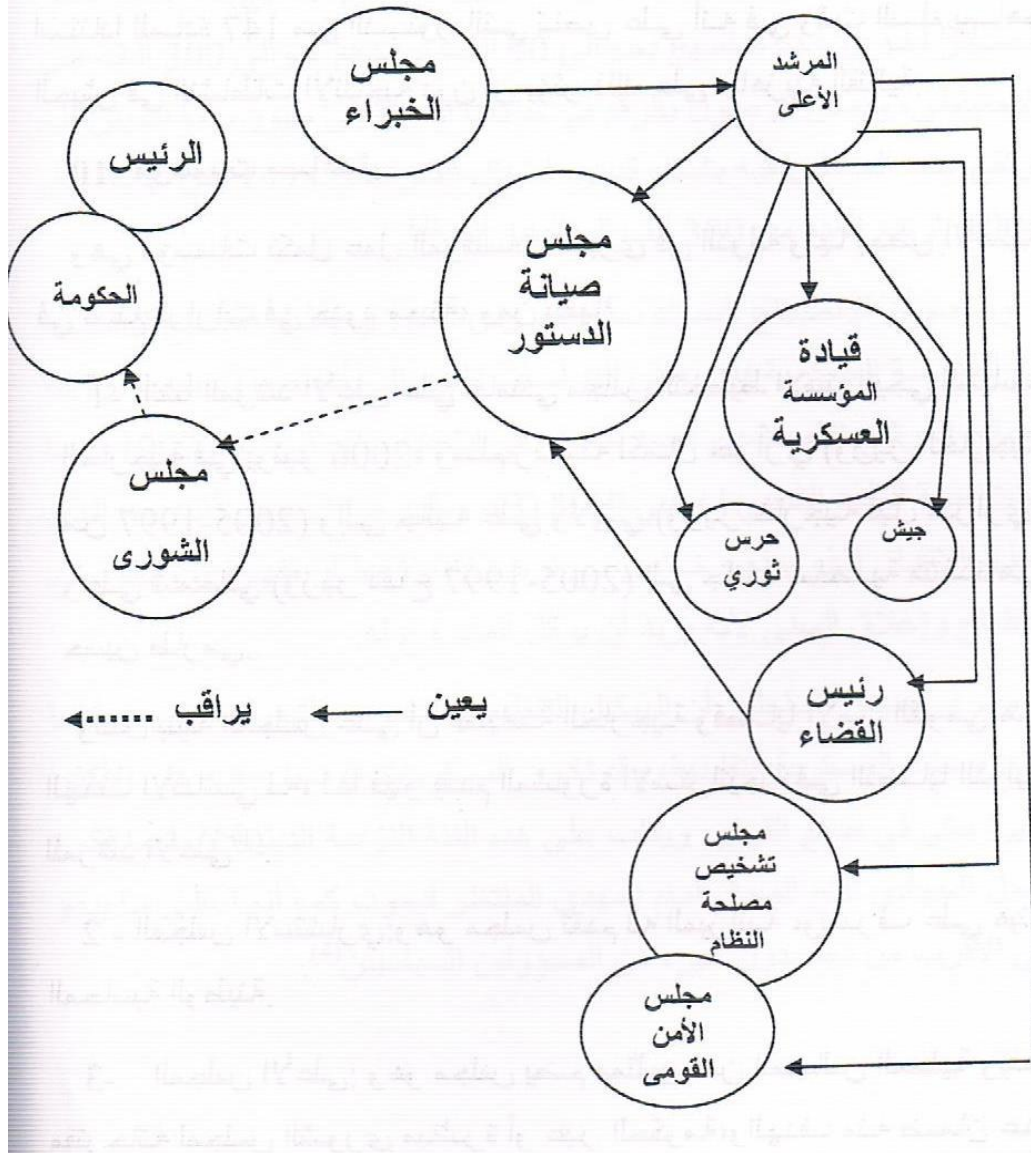 المرشد
الأعلى
مجلس
الخبراء
الرئيس
الحكومة
مجلس
صيانة
الدستور
قيادة
المؤسسة
العسكرية
مجلس
الشورى
جيش
حرس
ثوري
رئيس
القضاء
يعين
يراقب
مجلس
تشخيص
مصلحة
النظام
مجلس
الأمن
القومى